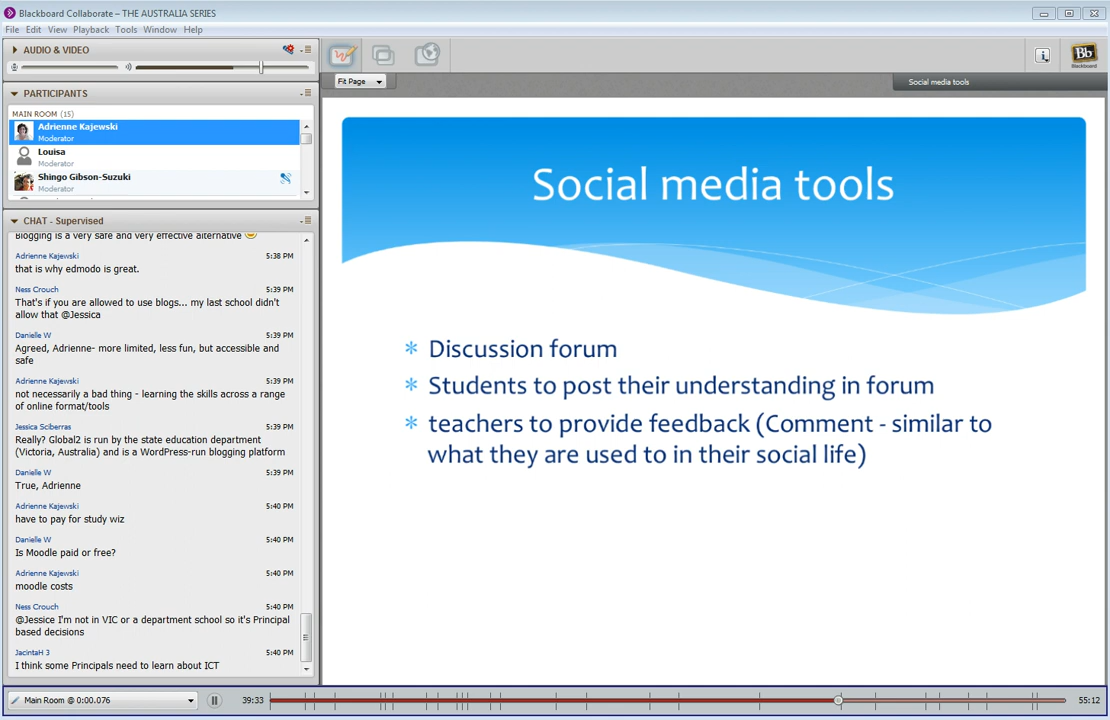 Blackboard Collaborate – THE AUSTRALIA SERIES
File Edit View Playback Tools Window Help
AUDIO & VIDEO
PARTICIPANTS
MAIN ROOM (15)
Adrienne Kajewski
Moderator
Louisa
Moderator
Shingo Gibson-Suzuki
Moderator
CHAT - Supervised
Blogging is a very safe and very effective alternative
Adrienne Kajewski 5:38 PM
that is why edmodo is great.
Ness Crouch 5:39 PM
That's if you are allowed to use blogs... my last school didn't
allow that @Jessica
Danielle W 5:39 PM
Agreed, Adrienne- more limited, less fun, but accessible and
safe
Adrienne Kajewski 5:39 PM
not necessarily a bad thing - learning the skills across a range
of online format/tools
Jessica Sciberras 5:39 PM
Really? Global2 is run by the state education department
(Victoria, Australia) and is a WordPress-run blogging platform
Danielle W 5:39 PM
True, Adrienne
Adrienne Kajewski 5:40 PM
have to pay for study wiz
Danielle W 5:40 PM
Is Moodle paid or free?
Adrienne Kajewski 5:40 PM
moodle costs
Ness Crouch 5:40 PM
@Jessice I'm not in VIC or a department school so it's Principal
based decisions
JacintaH 3 5:40 PM
I think some Principals need to learn about ICT
Fit Page
Social media tools
Bb
Blackboard
Social media tools
* Discussion forum
* Students to post their understanding in forum
* teachers to provide feedback (Comment - similar to
what they are used to in their social life)
Main Room @ 0:00.076
39:33
55:12